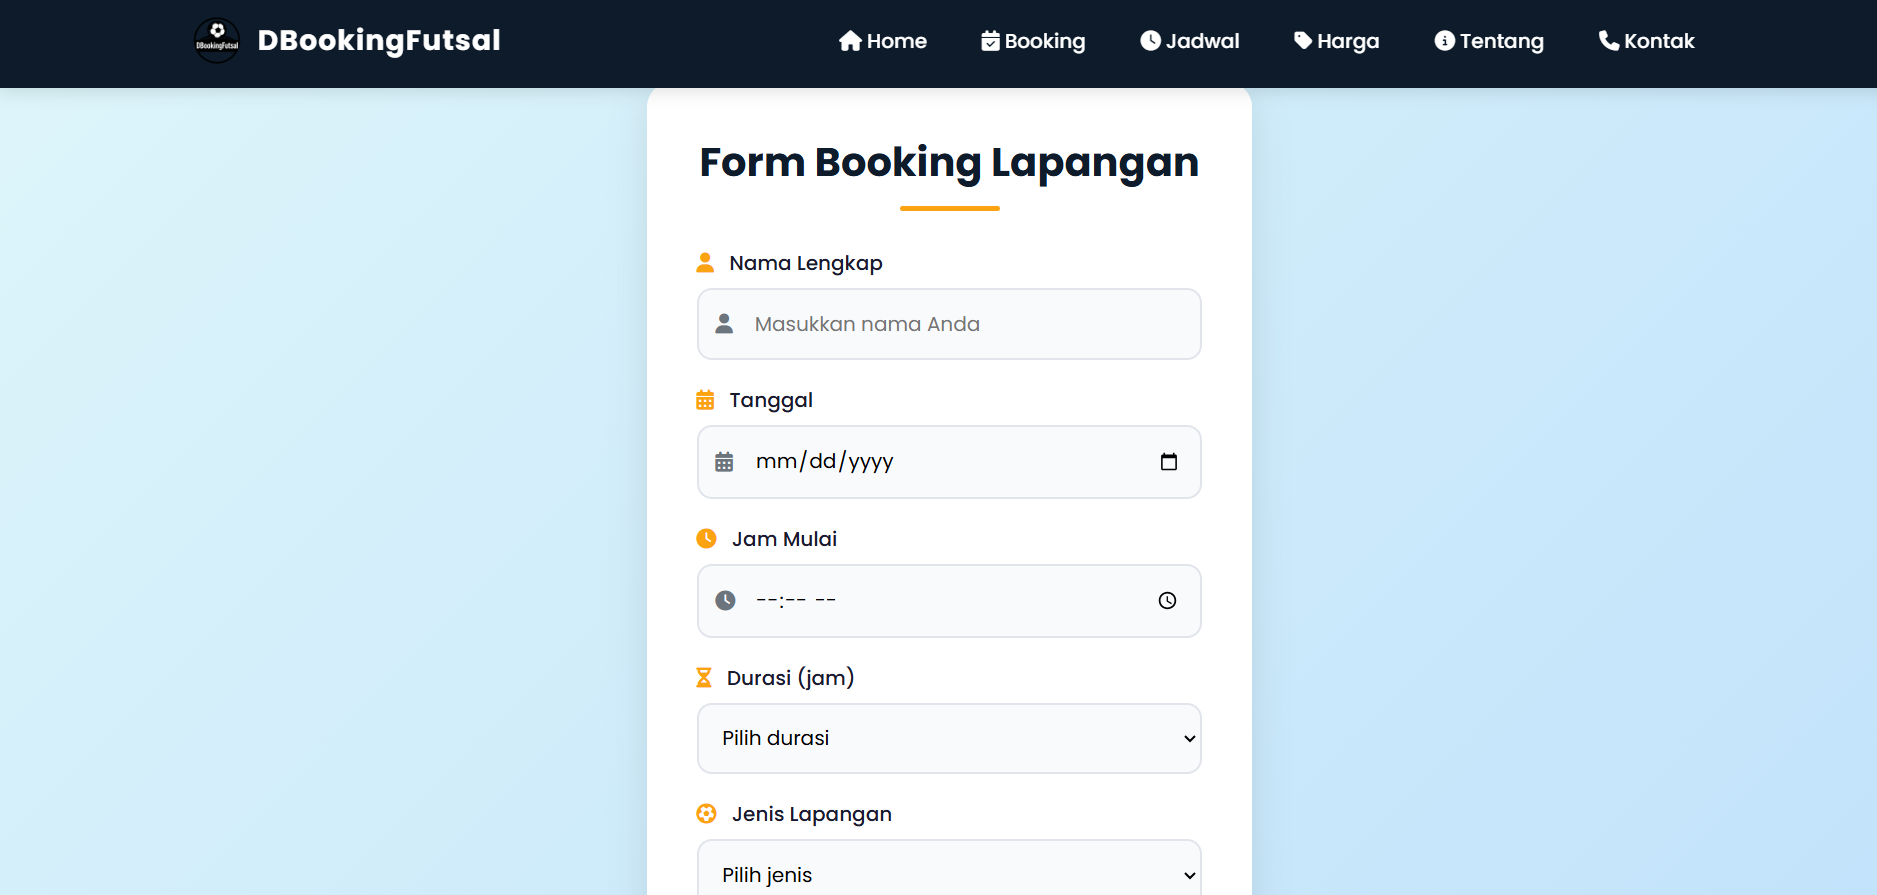 DBookingFutsal
DBookingFutsal
Home
Booking
Jadwal
Harga
Tentang
Kontak
Form Booking Lapangan
Nama Lengkap
Masukkan nama Anda
Tanggal
mm/dd/yyyy
Jam Mulai
--:-- --
Durasi (jam)
Pilih durasi
Jenis Lapangan
Pilih jenis